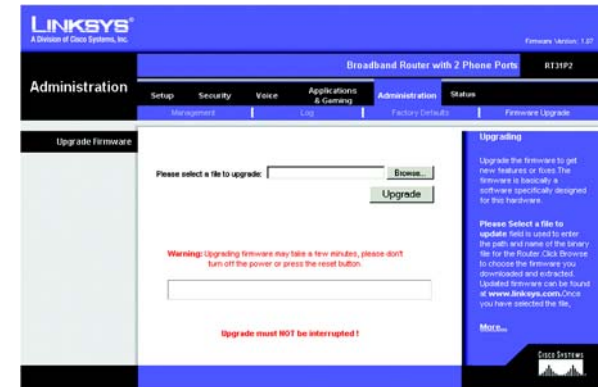 LINKSYS®
A Division of Cisco Systems, Inc.
Firmware Version: 1.07
Broadband Router with 2 Phone Ports
RT31P2
Administration
Setup
Security
Voice
Applications
& Gaming
Administration
Status
Management
Log
Factory Defaults
Firmware Upgrade
Upgrade Firmware
Please select a file to upgrade:
Browse...
Upgrade
Warning: Upgrading firmware may take a few minutes, please don't
turn off the power or press the reset button.
Upgrade must NOT be interrupted !
Upgrading
Upgrade the firmware to get
new features or fixes.The
firmware is basically a
software specifically designed
for this hardware.
Please Select a file to
update field is used to enter
the path and name of the binary
file for the Router.Click Browse
to choose the firmware you
downloaded and extracted.
Updated firmware can be found
at www.linksys.com.Once
you have selected the file,
More...
CISCO SYSTEMS